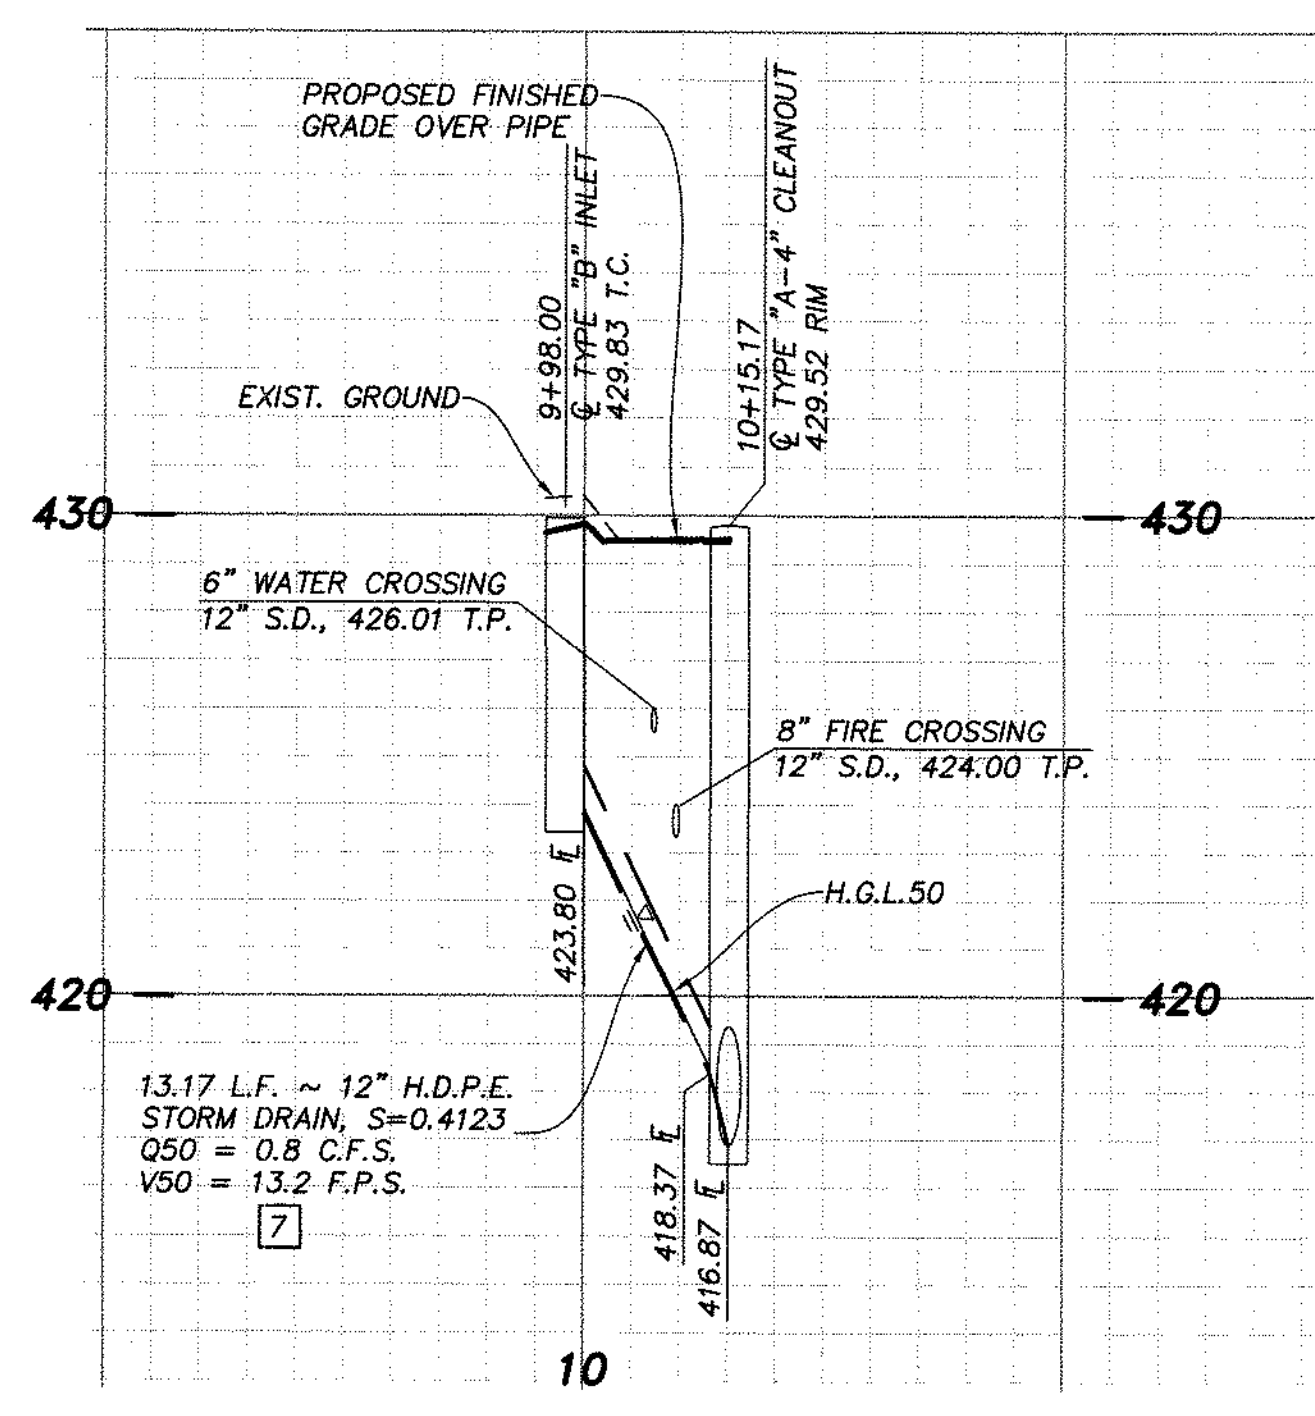 PROPOSED FINISHED
GRADE OVER PIPE
9+98.00
℄ TYPE "B" INLET
429.83 T.C.
10+15.17
℄ TYPE "A-4" CLEANOUT
429.52 RIM
EXIST. GROUND
430
430
6" WATER CROSSING
12" S.D., 426.01 T.P.
8" FIRE CROSSING
12" S.D., 424.00 T.P.
423.80 FL
H.G.L.50
420
420
13.17 L.F. ~ 12" H.D.P.E.
STORM DRAIN, S=0.4123
Q50 = 0.8 C.F.S.
V50 = 13.2 F.P.S.
7
418.37 FL
416.87 FL
10